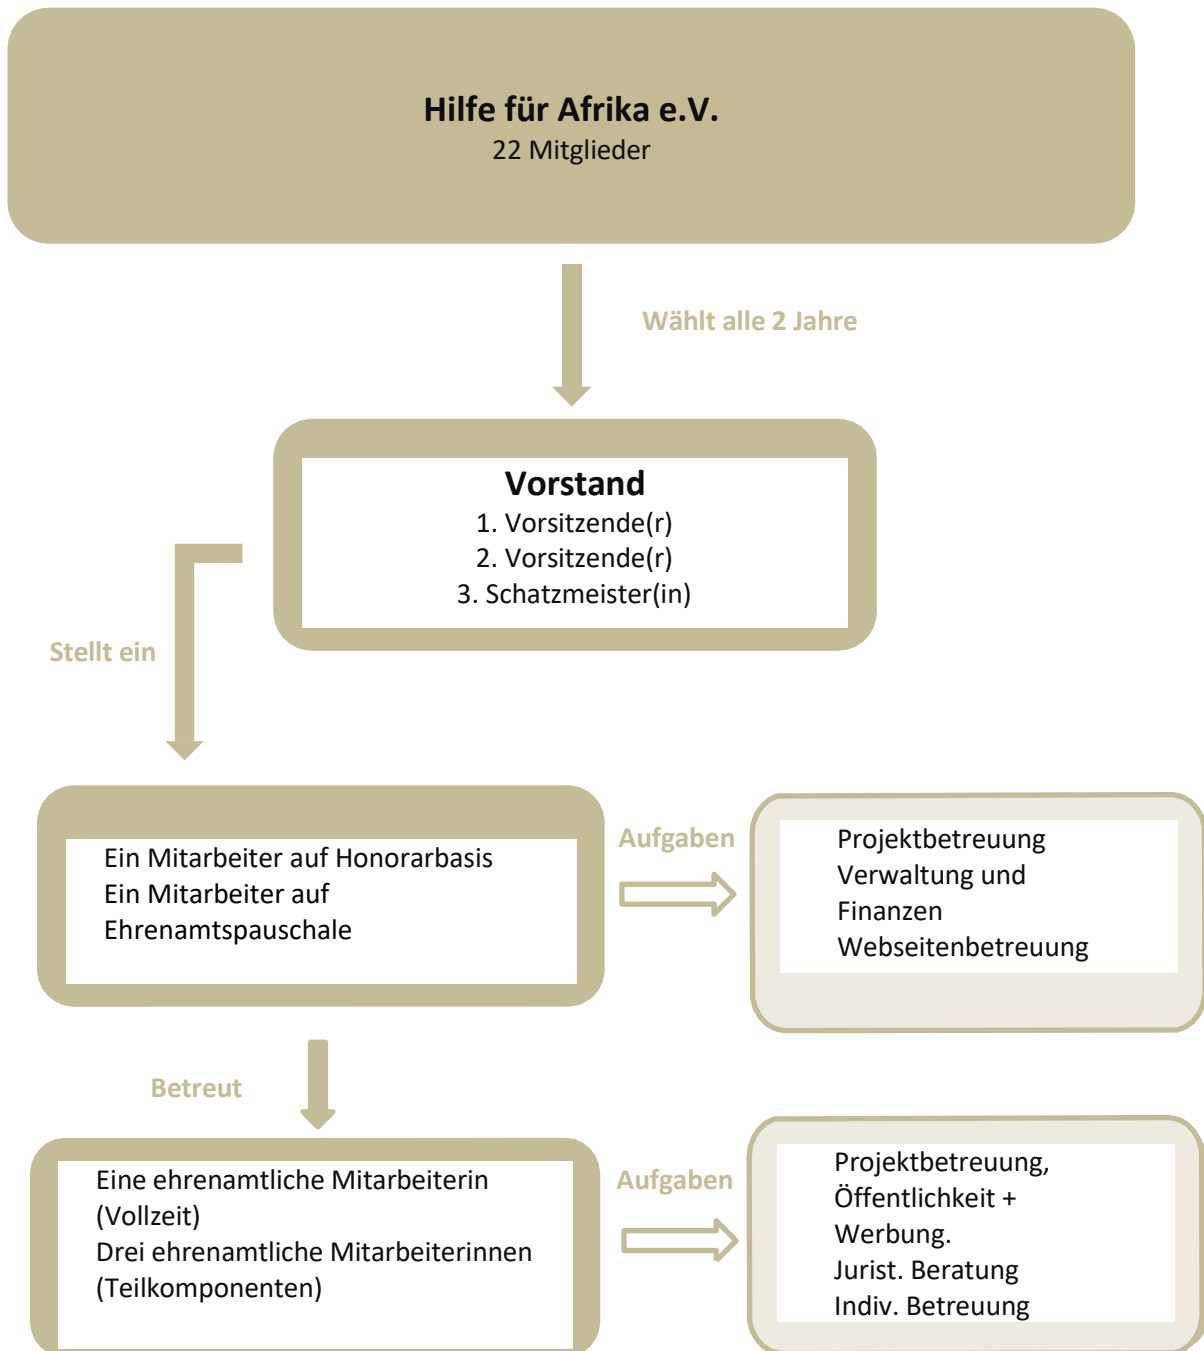 Hilfe für Afrika e.V.
22 Mitglieder
Wählt alle 2 Jahre
Vorstand
1. Vorsitzende(r)
2. Vorsitzende(r)
3. Schatzmeister(in)
Stellt ein
Ein Mitarbeiter auf Honorarbasis
Ein Mitarbeiter auf
Ehrenamtspauschale
Aufgaben
Projektbetreuung
Verwaltung und
Finanzen
Webseitenbetreuung
Betreut
Eine ehrenamtliche Mitarbeiterin
(Vollzeit)
Drei ehrenamtliche Mitarbeiterinnen
(Teilkomponenten)
Aufgaben
Projektbetreuung,
Öffentlichkeit +
Werbung.
Jurist. Beratung
Indiv. Betreuung